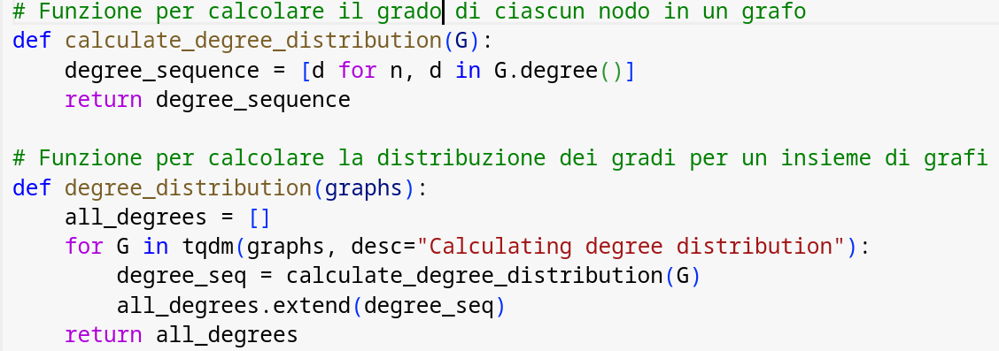 # Funzione per calcolare il grado di ciascun nodo in un grafo
def calculate_degree_distribution(G):
    degree_sequence = [d for n, d in G.degree()]
    return degree_sequence
# Funzione per calcolare la distribuzione dei gradi per un insieme di grafi
def degree_distribution(graphs):
    all_degrees = []
    for G in tqdm(graphs, desc="Calculating degree distribution"):
        degree_seq = calculate_degree_distribution(G)
        all_degrees.extend(degree_seq)
    return all_degrees